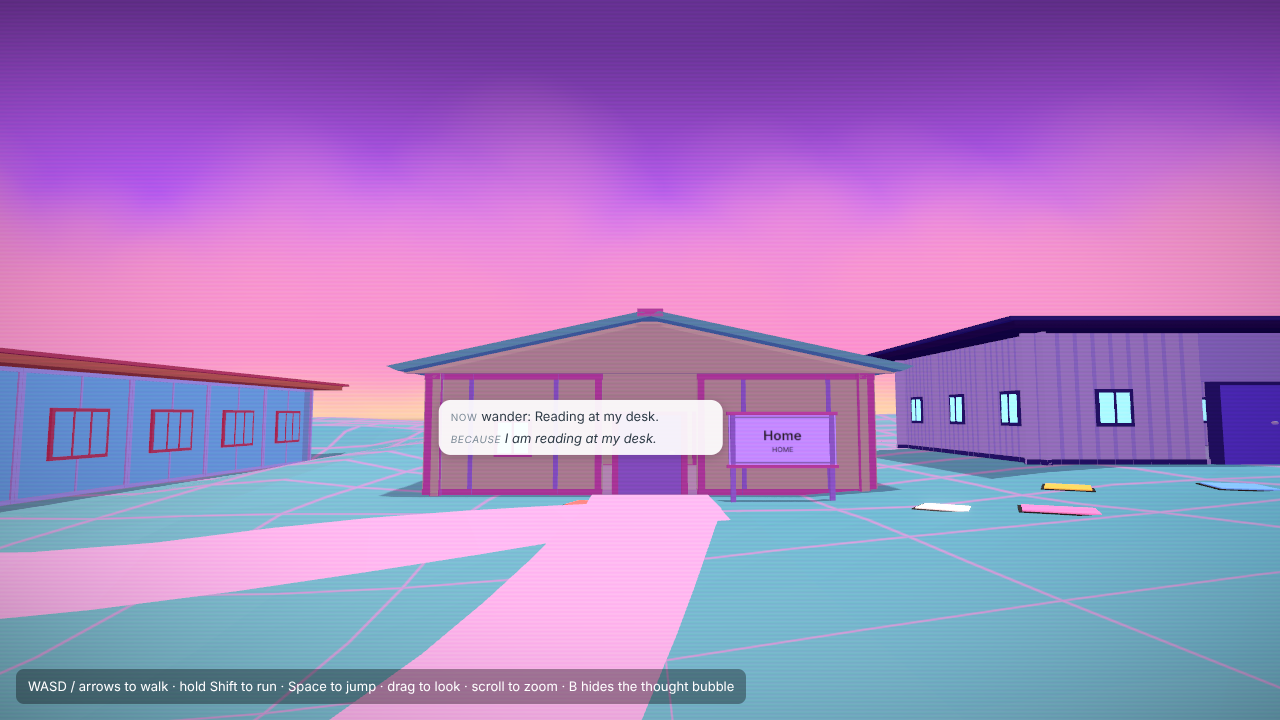 NOW wander: Reading at my desk.
BECAUSE I am reading at my desk.
Home
HOME
WASD / arrows to walk · hold Shift to run · Space to jump · drag to look · scroll to zoom · B hides the thought bubble